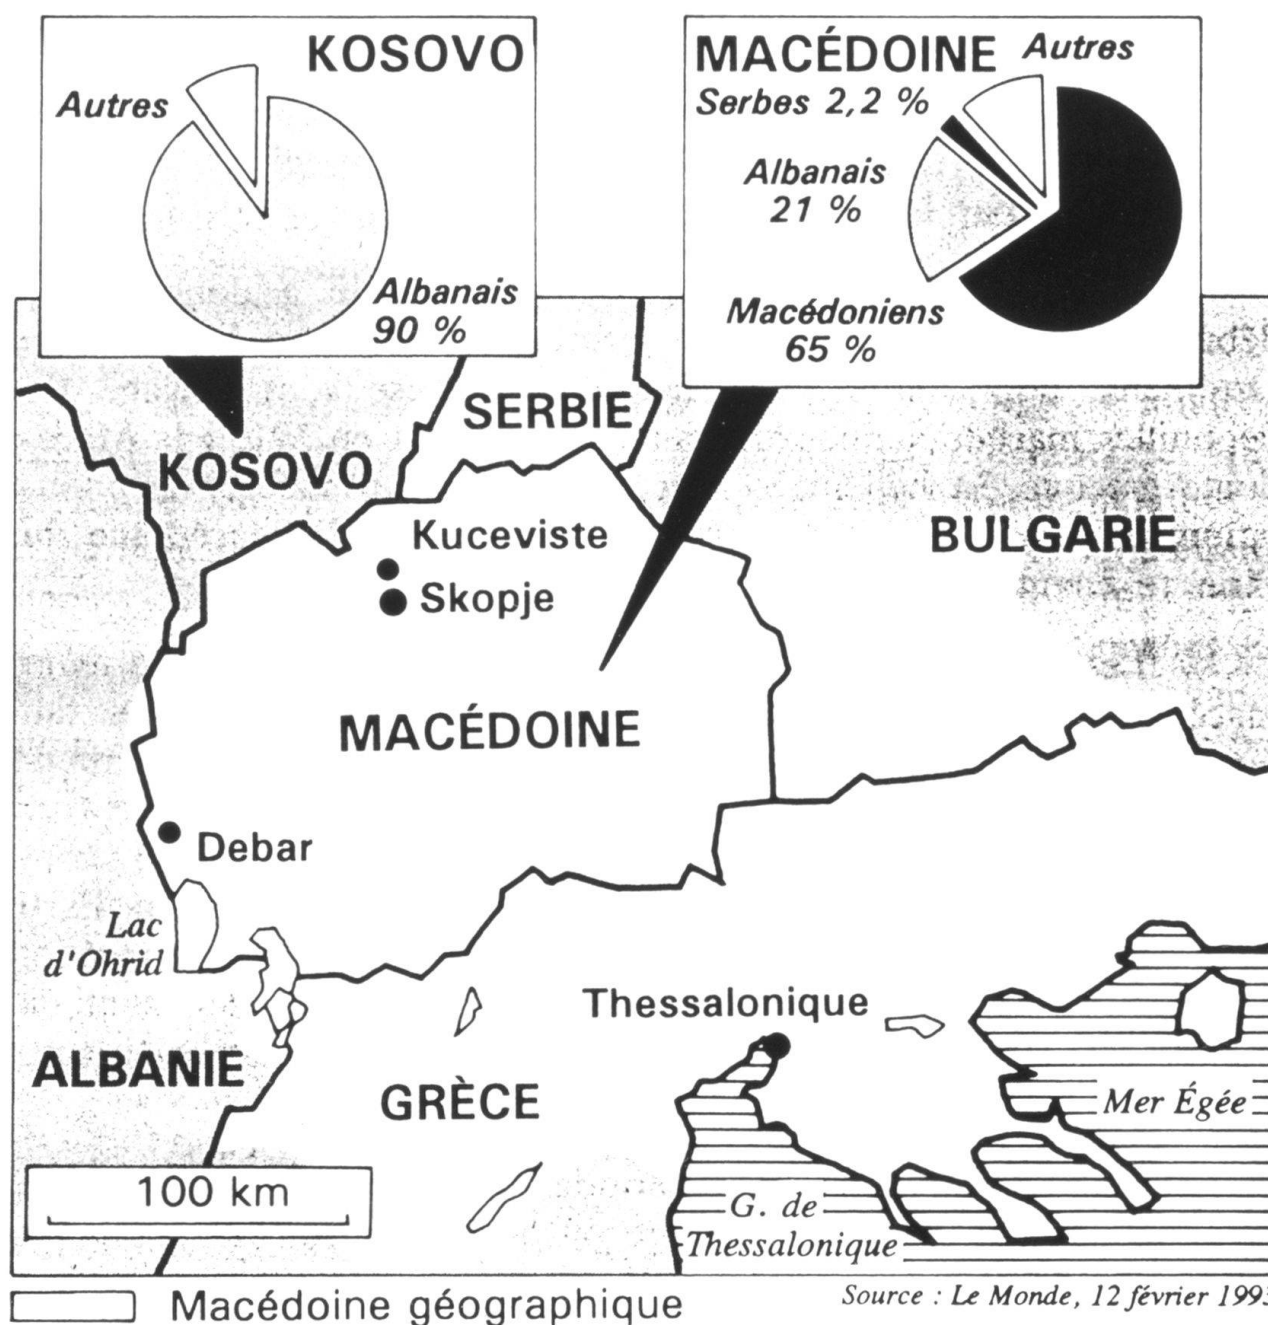 KOSOVO
Autres
Albanais
90 %
MACÉDOINE
Autres
Serbes 2,2 %
Albanais
21 %
Macédoniens
65 %
SERBIE
KOSOVO
BULGARIE
Kuceviste
Skopje
MACÉDOINE
Debar
Lac
d'Ohrid
Thessalonique
ALBANIE
GRÈCE
Mer Égée
100 km
G. de
Thessalonique
Macédoine géographique
Source : Le Monde, 12 février 1993